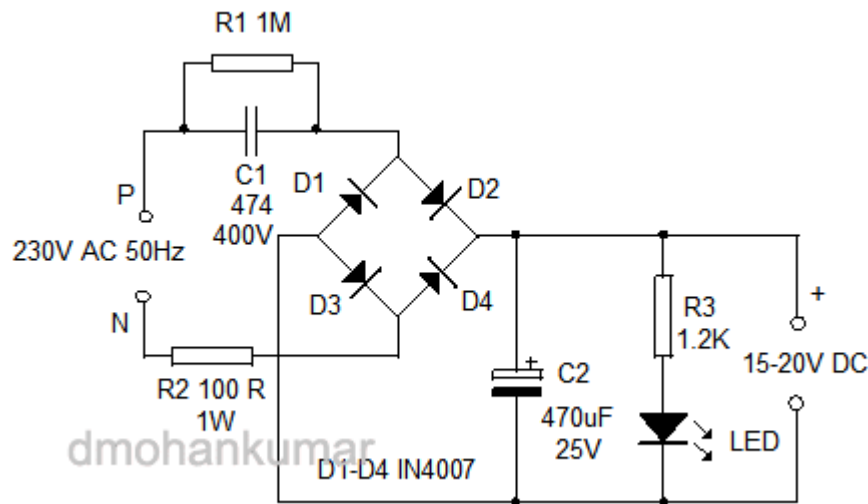 R1 1M
C1
474
400V
D1
D2
P
230V AC 50Hz
N
D3
D4
R2 100 R
1W
+
C2
470uF
25V
R3
1.2K
LED
+
15-20V DC
dmohankumar
D1-D4 IN4007